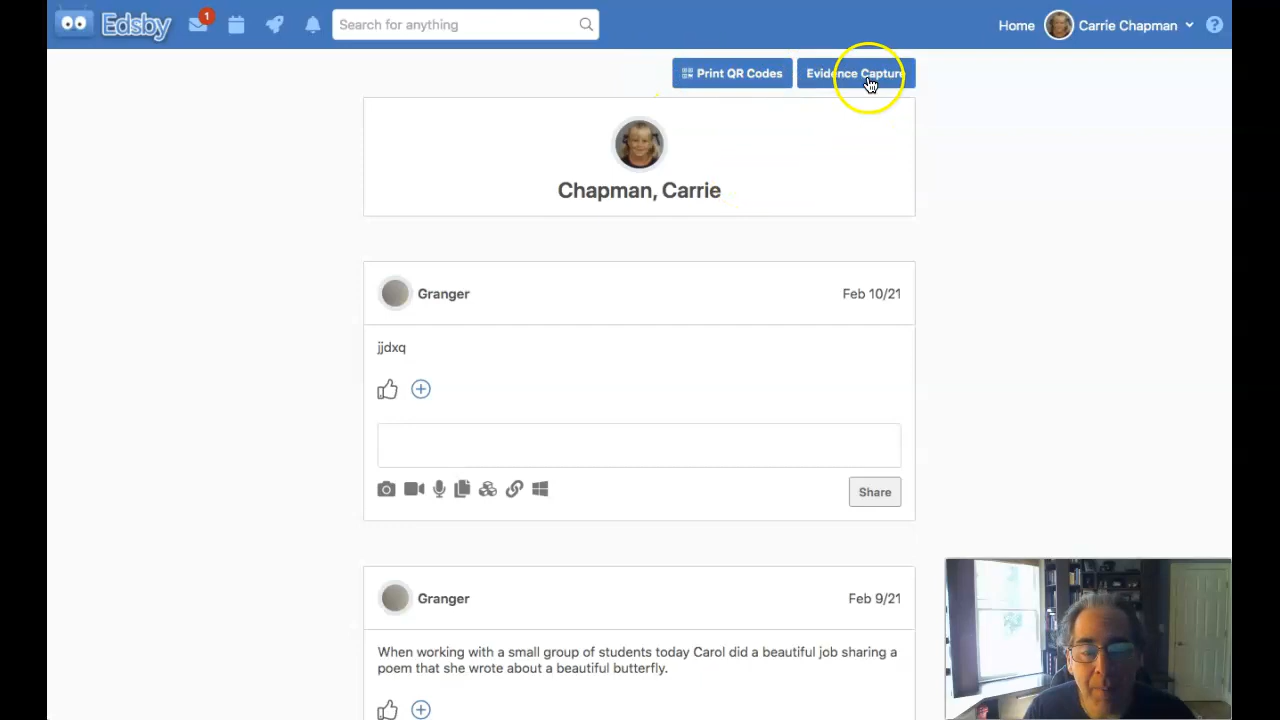 Edsby 1 Search for anything Home Carrie Chapman
Print QR Codes Evidence Capture
Chapman, Carrie
Granger Feb 10/21
jjdxq
Share
Granger Feb 9/21
When working with a small group of students today Carol did a beautiful job sharing a
poem that she wrote about a beautiful butterfly.